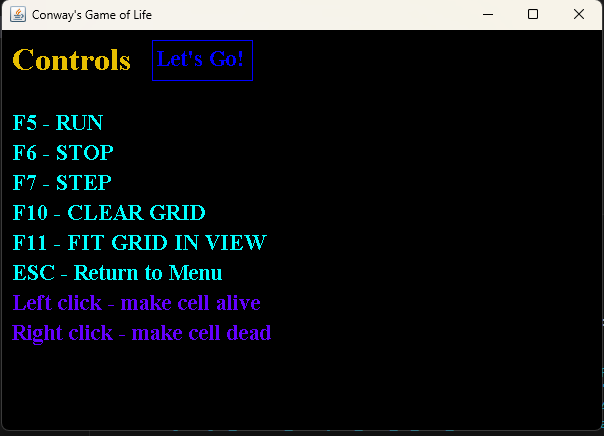 Conway's Game of Life
Controls
Let's Go!
F5 - RUN
F6 - STOP
F7 - STEP
F10 - CLEAR GRID
F11 - FIT GRID IN VIEW
ESC - Return to Menu
Left click - make cell alive
Right click - make cell dead